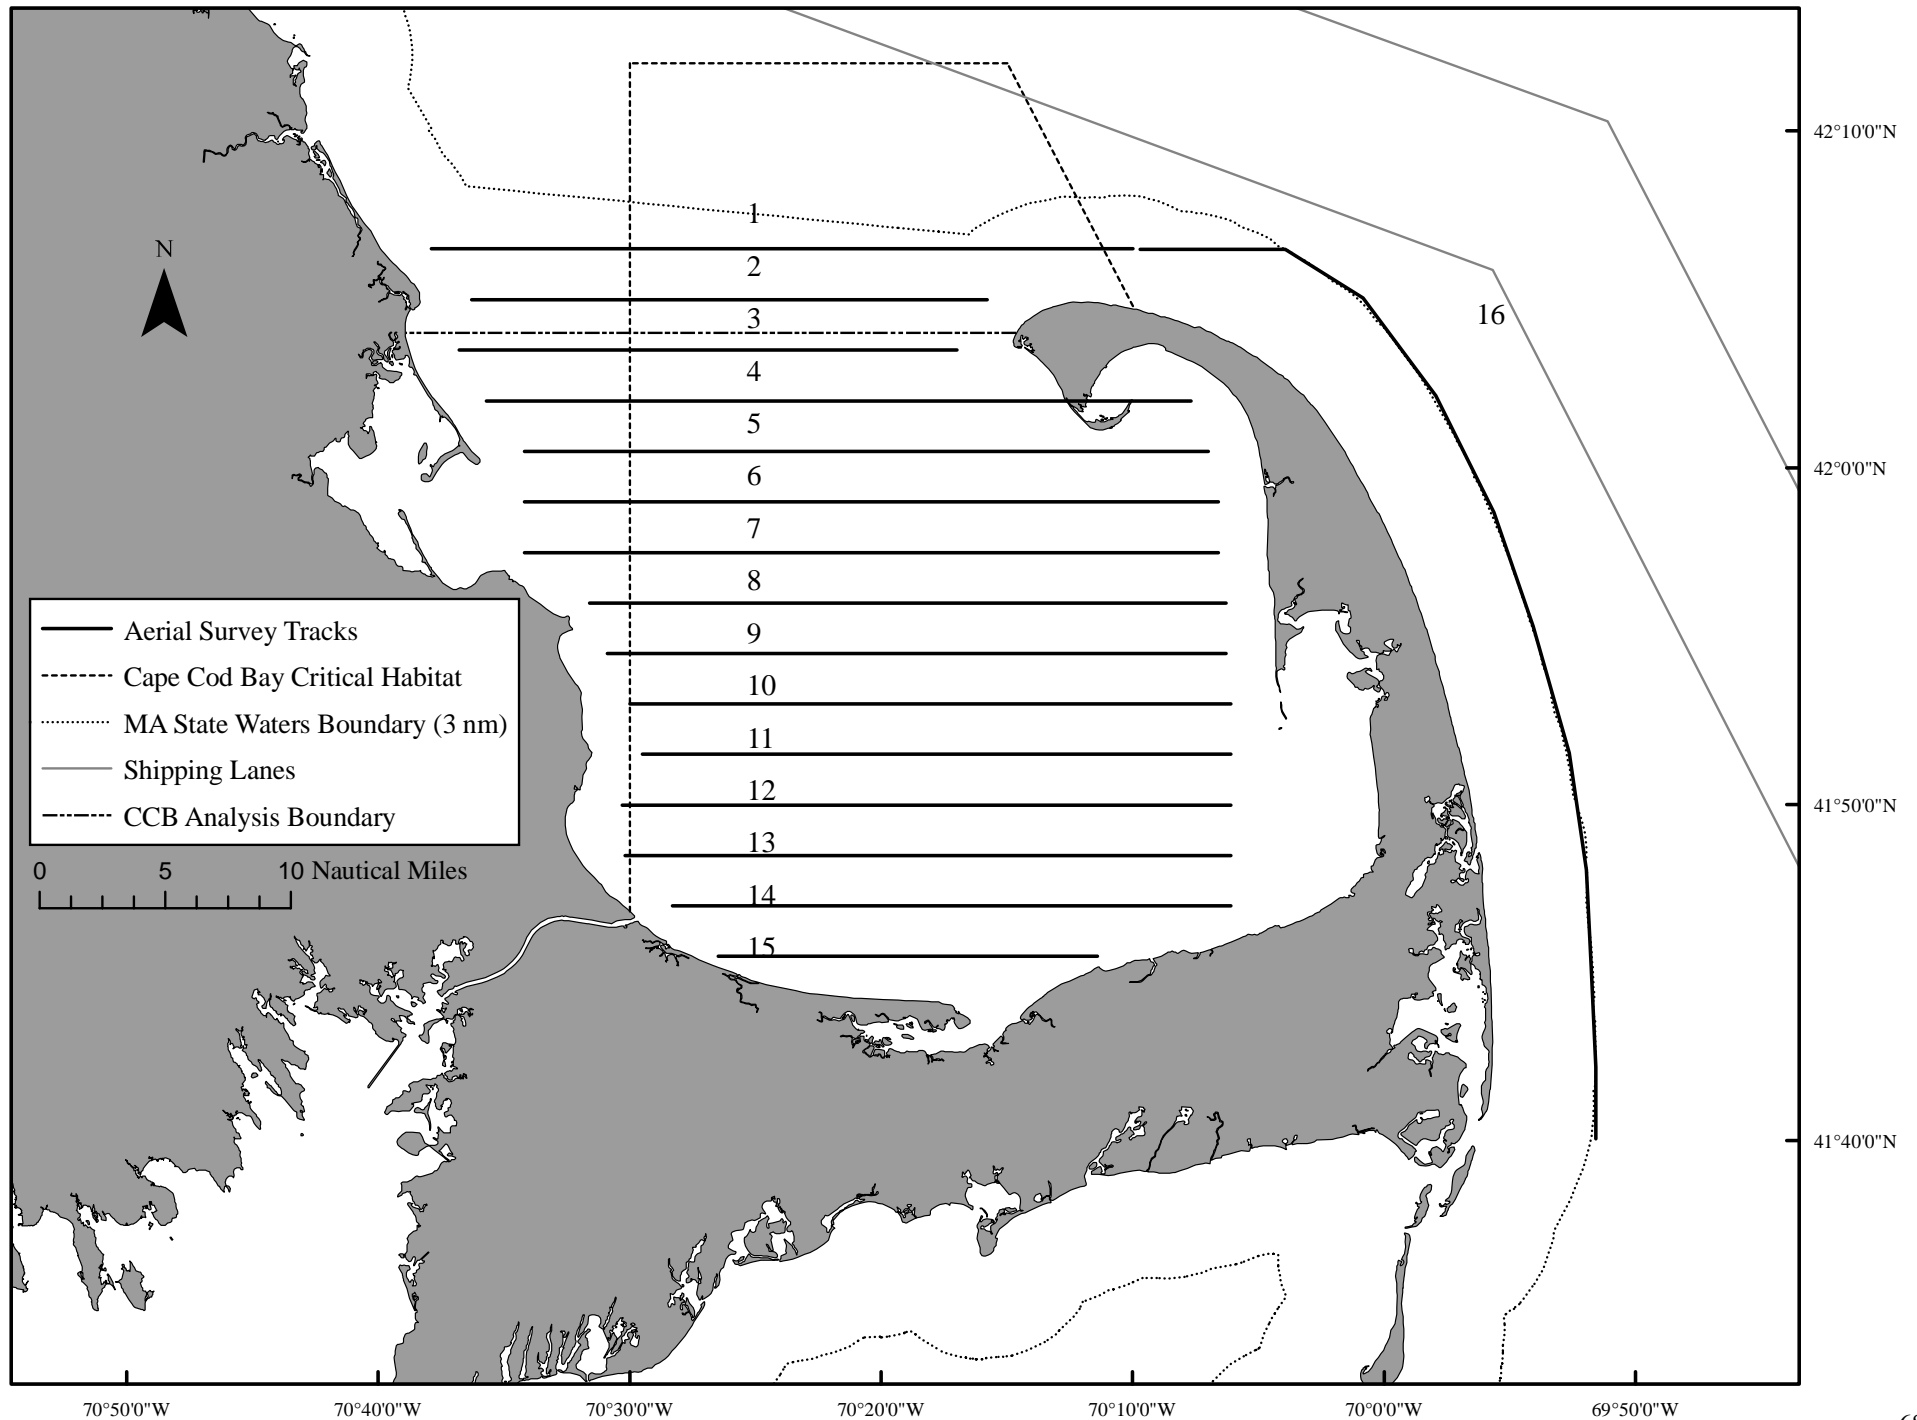 42°10'0"N
1
N
2
16
3
4
5
42°0'0"N
6
7
8
Aerial Survey Tracks
9
Cape Cod Bay Critical Habitat
10
MA State Waters Boundary (3 nm)
11
Shipping Lanes
12
41°50'0"N
CCB Analysis Boundary
13
0 5 10 Nautical Miles
14
15
41°40'0"N
70°50'0"W 70°40'0"W 70°30'0"W 70°20'0"W 70°10'0"W 70°0'0"W 69°50'0"W